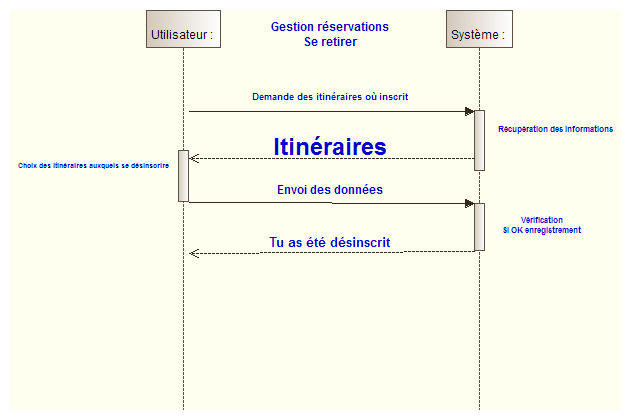 Utilisateur :
Gestion réservations
Se retirer
Système :
Demande des itinéraires où inscrit
Récupération des informations
Itinéraires
Choix des itinéraires auxquels se désinsorire
Envoi des données
Vérification
Si OK enregistrement
Tu as été désinscrit